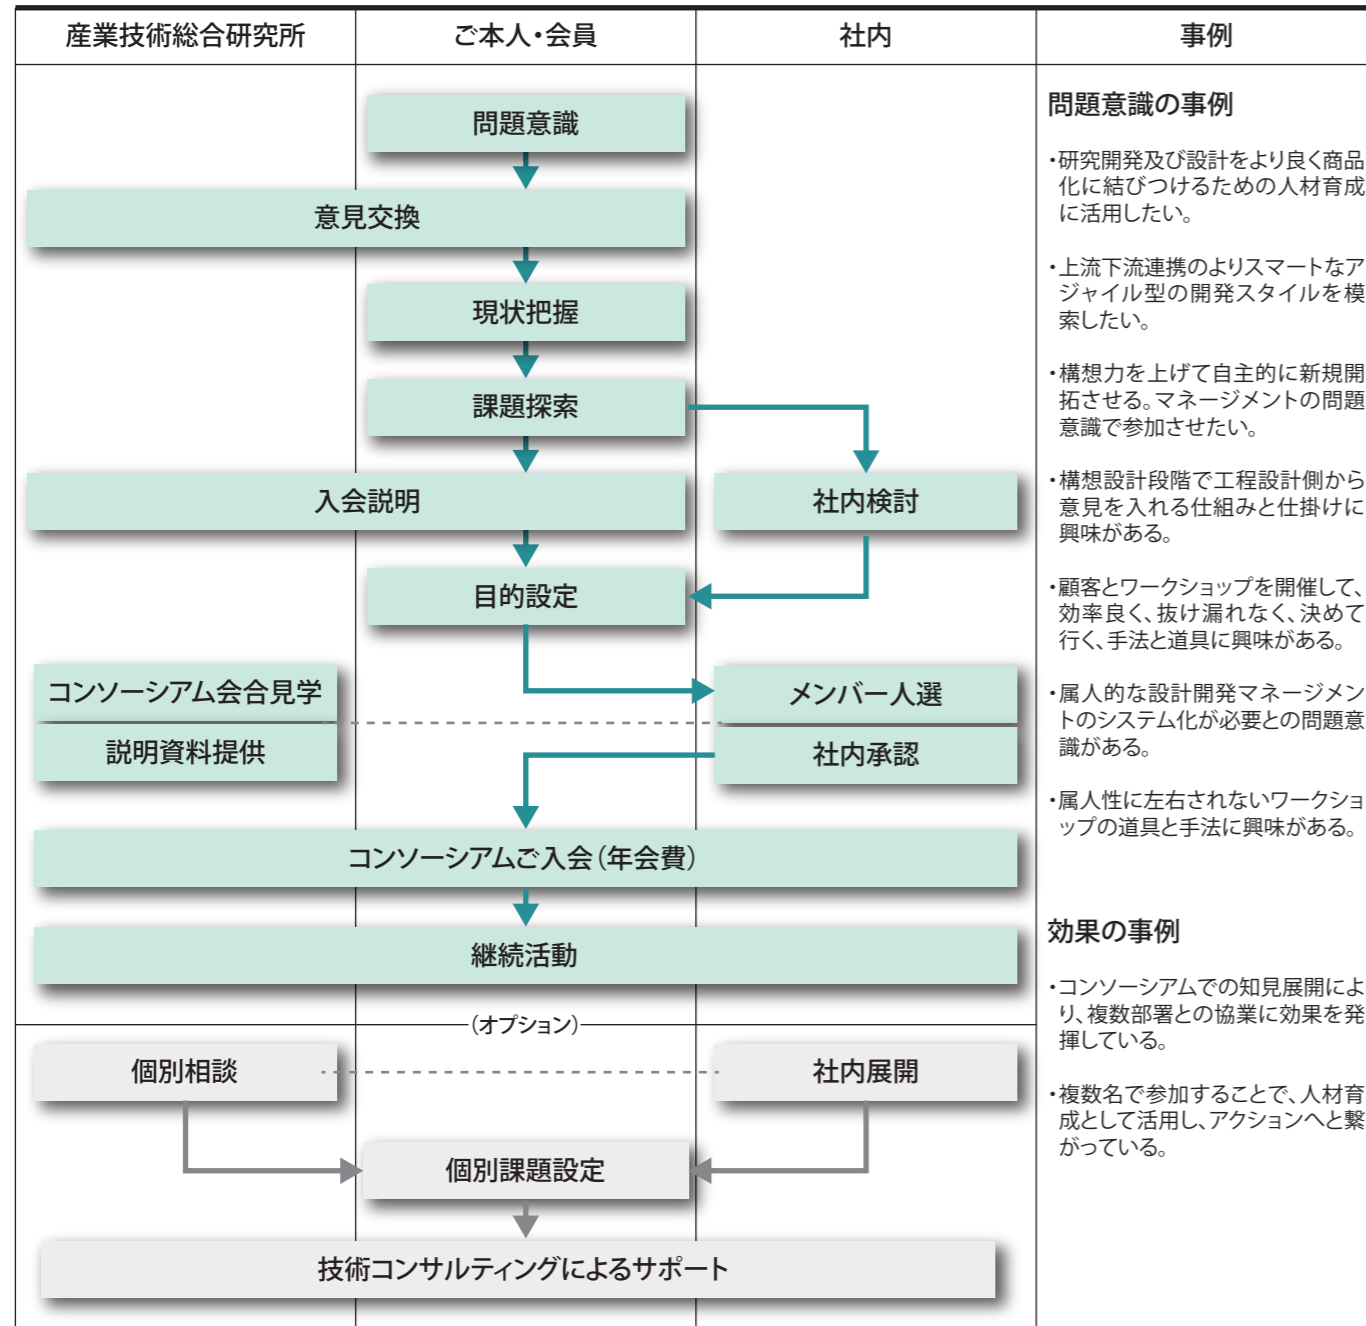 産業技術総合研究所
ご本人・会員
社内
事例
問題意識
意見交換
現状把握
課題探索
入会説明
社内検討
目的設定
コンソーシアム会合見学
メンバー人選
説明資料提供
社内承認
コンソーシアムご入会（年会費）
継続活動
（オプション）
個別相談
社内展開
個別課題設定
技術コンサルティングによるサポート
問題意識の事例
・研究開発及び設計をより良く商品
化に結びつけるための人材育成
に活用したい。
・上流下流連携のよりスマートなア
ジャイル型の開発スタイルを模
索したい。
・構想力を上げて自主的に新規開
拓させる。マネージメントの問題
意識で参加させたい。
・構想設計段階で工程設計側から
意見を入れる仕組みと仕掛けに
興味がある。
・顧客とワークショップを開催して、
効率良く、抜け漏れなく、決めて
行く、手法と道具に興味がある。
・属人的な設計開発マネージメン
トのシステム化が必要との問題意
識がある。
・属人性に左右されないワークショ
ップの道具と手法に興味がある。
効果の事例
・コンソーシアムでの知見展開によ
り、複数部署との協業に効果を発
揮している。
・複数名で参加することで、人材育
成として活用し、アクションへと繋
がっている。